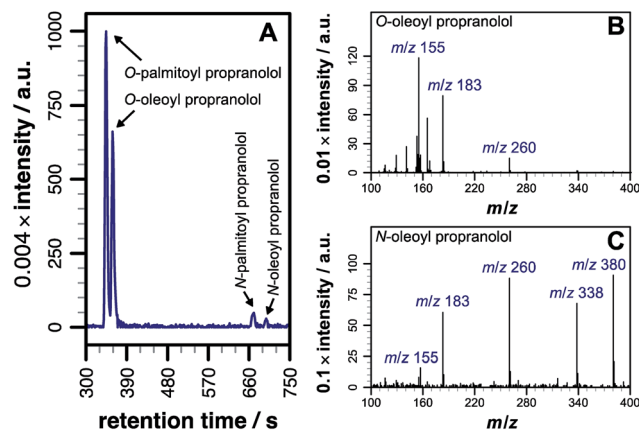 A
0.004 × intensity / a.u.
1000
750
500
250
0
O-palmitoyl propranolol
O-oleoyl propranolol
N-palmitoyl propranolol
N-oleoyl propranolol
300 390 480 570 660 750
retention time / s
O-oleoyl propranolol
B
0.01 × intensity / a.u.
120
90
60
30
0
m/z 155
m/z 183
m/z 260
100 160 220 280 340 400
m/z
N-oleoyl propranolol
C
0.1 × intensity / a.u.
100
75
50
25
0
m/z 380
m/z 260
m/z 338
m/z 183
m/z 155
100 160 220 280 340 400
m/z